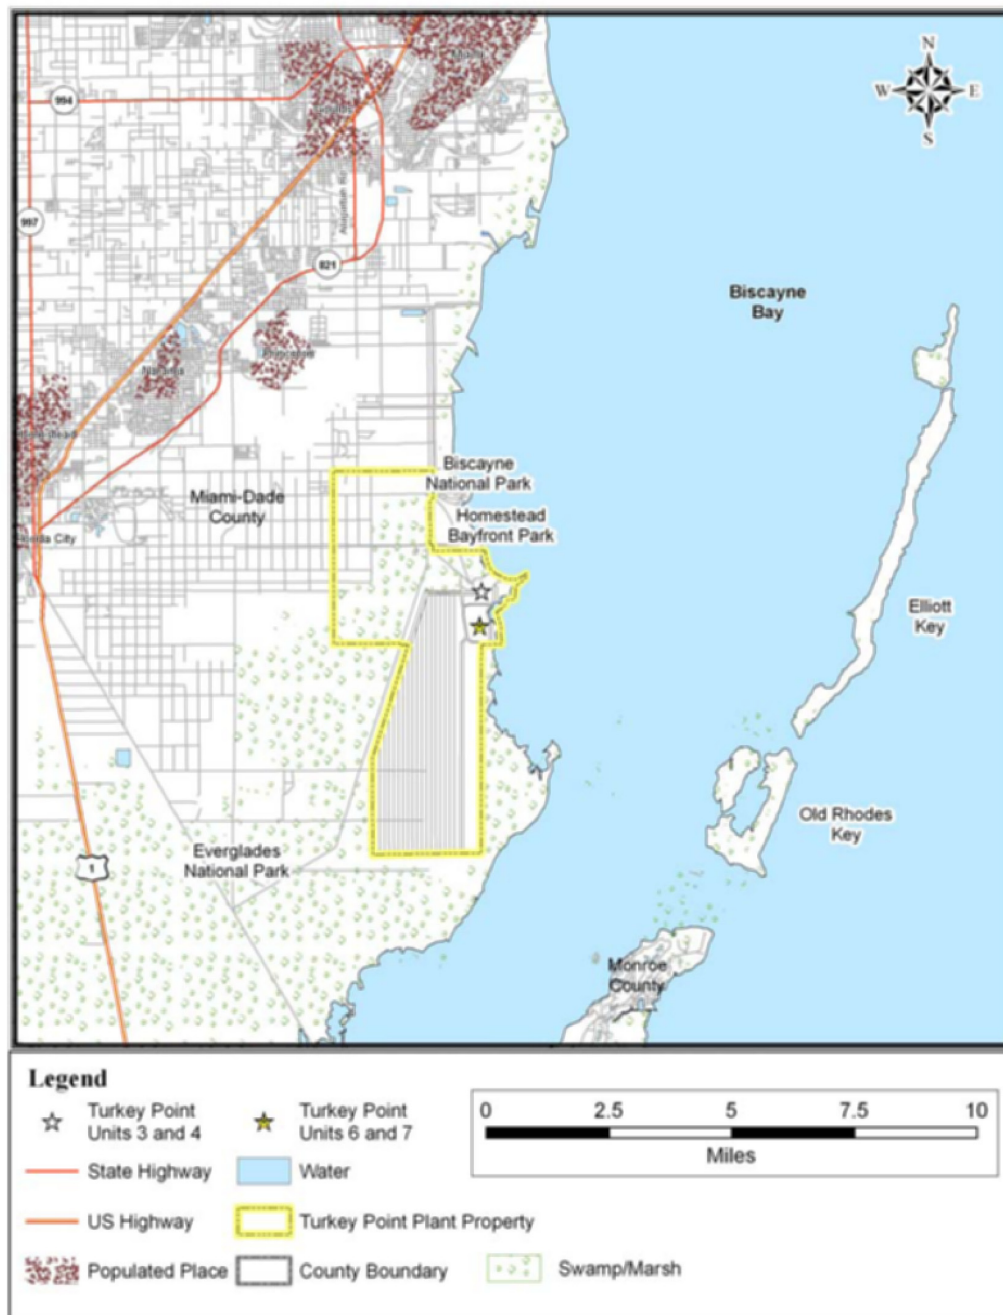 N
W E
S
994
Miami
997
821
Biscayne
Bay
Princeton
Naranja
Biscayne
National Park
Miami-Dade
County
Homestead
Bayfront Park
Elliott
Key
Old Rhodes
Key
Everglades
National Park
1
Monroe
County
Legend
Turkey Point
Units 3 and 4
Turkey Point
Units 6 and 7
0 2.5 5 7.5 10
Miles
State Highway
Water
US Highway
Turkey Point Plant Property
Populated Place
County Boundary
Swamp/Marsh